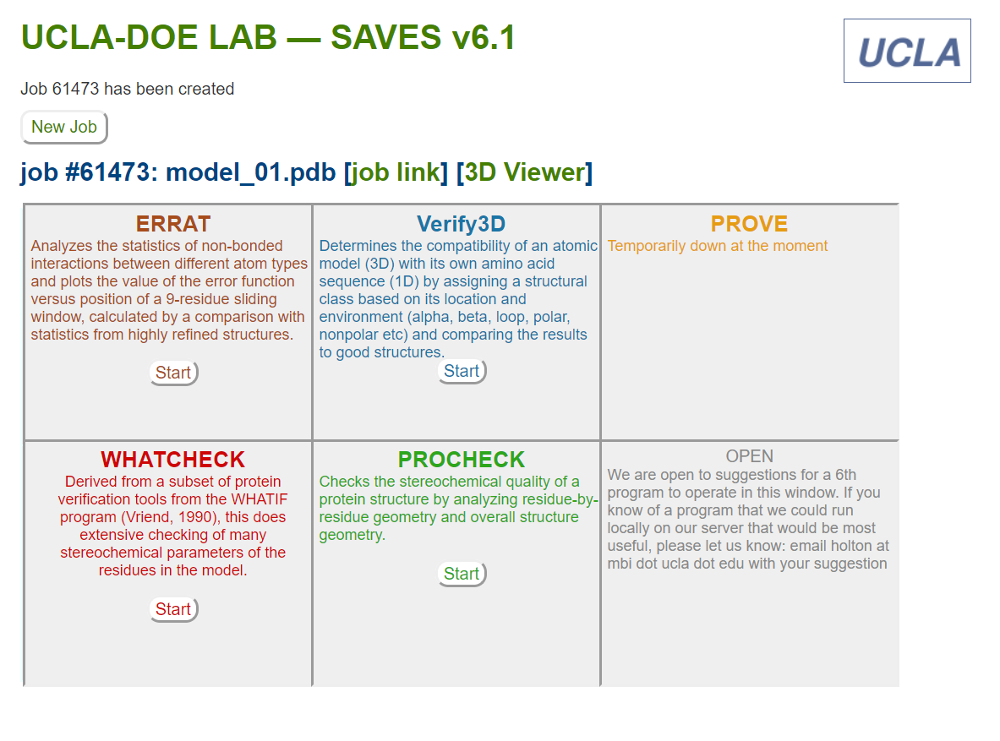 UCLA-DOE LAB — SAVES v6.1
UCLA
Job 61473 has been created
New Job
job #61473: model_01.pdb [job link] [3D Viewer]
ERRAT
Analyzes the statistics of non-bonded
interactions between different atom types
and plots the value of the error function
versus position of a 9-residue sliding
window, calculated by a comparison with
statistics from highly refined structures.
Start
Verify3D
Determines the compatibility of an atomic
model (3D) with its own amino acid
sequence (1D) by assigning a structural
class based on its location and
environment (alpha, beta, loop, polar,
nonpolar etc) and comparing the results
to good structures.
Start
PROVE
Temporarily down at the moment
WHATCHECK
Derived from a subset of protein
verification tools from the WHATIF
program (Vriend, 1990), this does
extensive checking of many
stereochemical parameters of the
residues in the model.
Start
PROCHECK
Checks the stereochemical quality of a
protein structure by analyzing residue-by-
residue geometry and overall structure
geometry.
Start
OPEN
We are open to suggestions for a 6th
program to operate in this window. If you
know of a program that we could run
locally on our server that would be most
useful, please let us know: email holton at
mbi dot ucla dot edu with your suggestion